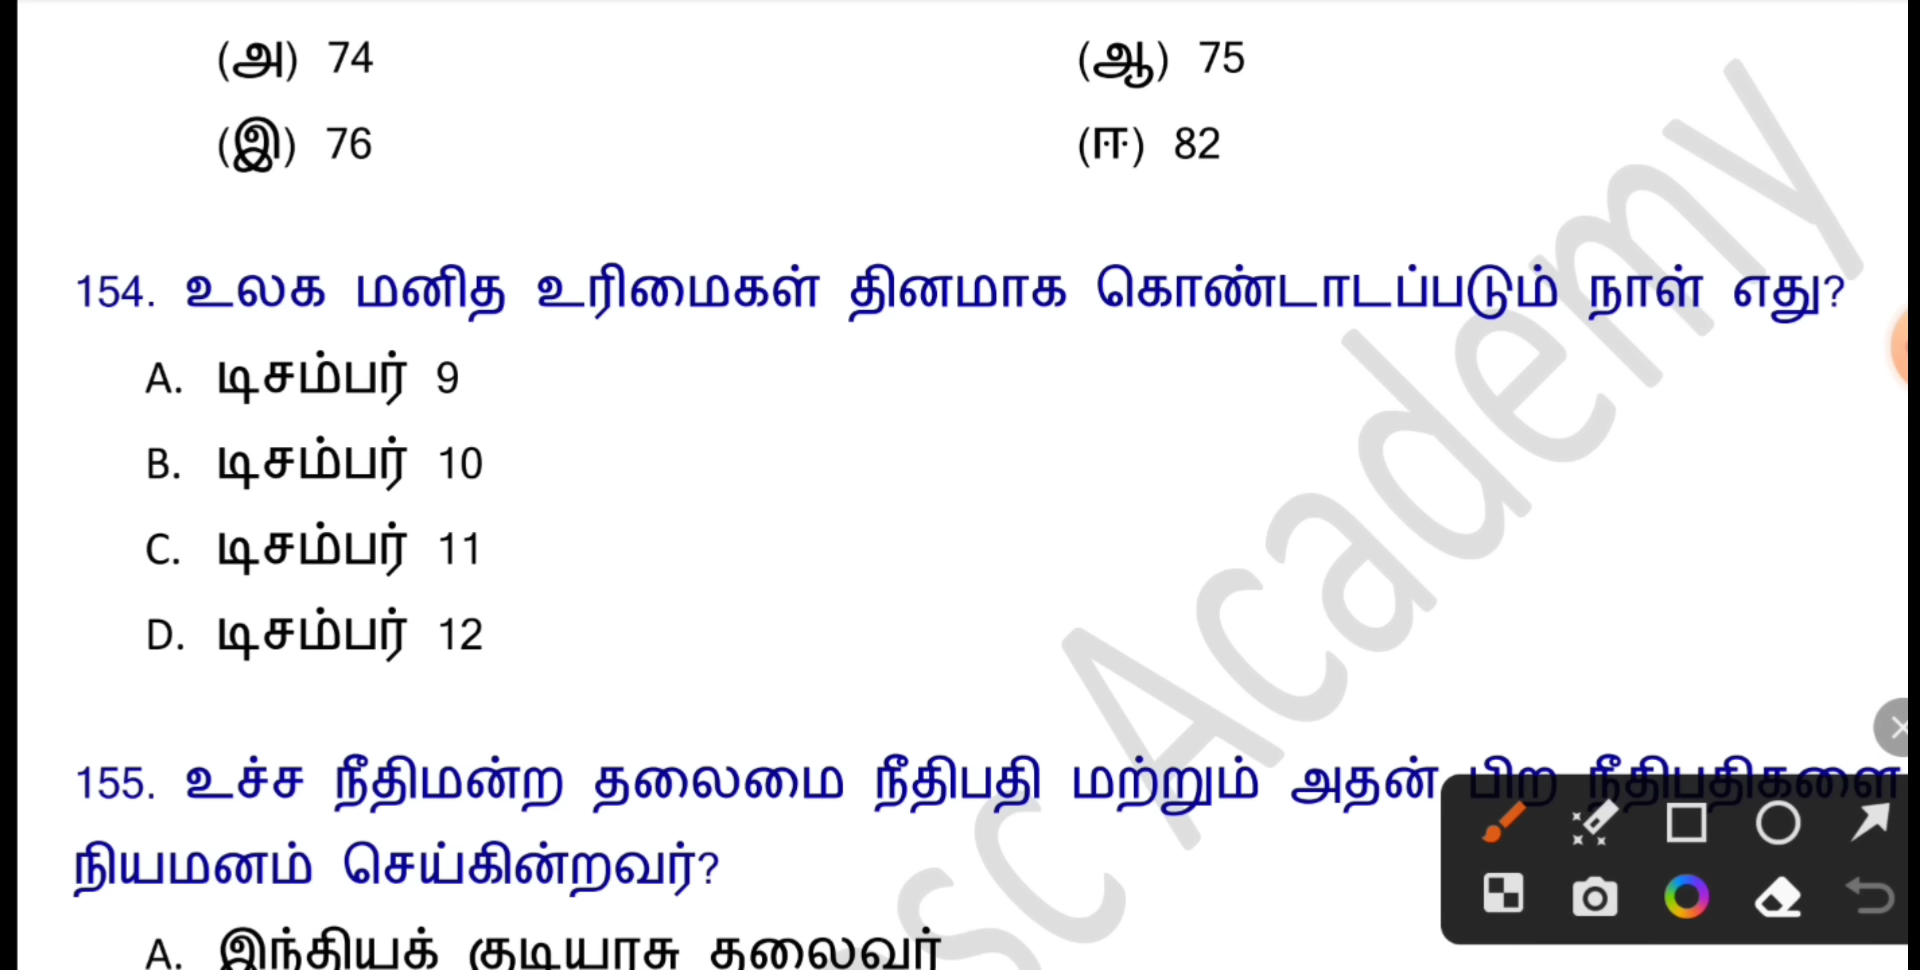 (அ) 74 (ஆ) 75
(இ) 76 (ஈ) 82
154. உலக மனித உரிமைகள் தினமாக கொண்டாடப்படும் நாள் எது?
A. டிசம்பர் 9
B. டிசம்பர் 10
C. டிசம்பர் 11
D. டிசம்பர் 12
155. உச்ச நீதிமன்ற தலைமை நீதிபதி மற்றும் அதன் பிற நீதிபதிகளை
நியமனம் செய்கின்றவர்?
A. இந்தியக் குடியரசு தலைவர்
sc Academy